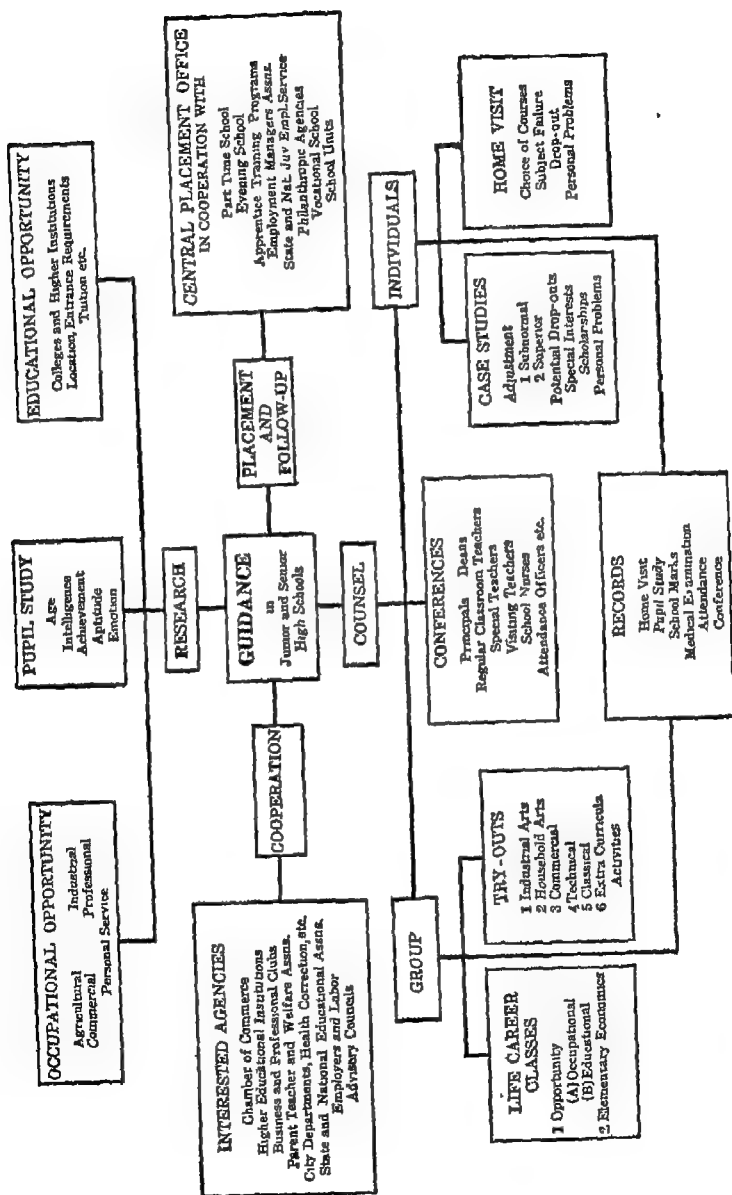 OCCUPATIONAL OPPORTUNITY
Agricultural Industrial
Commercial Professional
Personal Service
PUPIL STUDY
Age
Intelligence
Achievement
Aptitude
Emotion
EDUCATIONAL OPPORTUNITY
Colleges and Higher Institutions
Location, Entrance Requirements
Tuition etc.
RESEARCH
INTERESTED AGENCIES
Chamber of Commerce
Higher Educational Institutions
Business and Professional Clubs
Parent Teacher and Welfare Assns.
City Departments, Health Correction, etc.
State and National Educational Assns.
Employers and Labor
Advisory Councils
COOPERATION
GUIDANCE
in
Junior and Senior
High Schools
PLACEMENT
AND
FOLLOW-UP
CENTRAL PLACEMENT OFFICE
IN COOPERATION WITH
Part Time School
Evening School
Apprentice Training Programs
Employment Managers Assns.
State and Nat. Juv Empl. Service
Philanthropic Agencies
Vocational School
School Units
COUNSEL
GROUP
INDIVIDUALS
LIFE CAREER
CLASSES
1 Opportunity
(A) Occupational
(B) Educational
2 Elementary Economics
TRY-OUTS
1 Industrial Arts
2 Household Arts
3 Commercial
4 Technical
5 Classical
6 Extra Curricula
Activities
CONFERENCES
Principals Deans
Regular Classroom Teachers
Special Teachers
Visiting Teachers
School Nurses
Attendance Officers etc.
CASE STUDIES
Adjustment
1 Subnormal
2 Superior
Potential Drop-outs
Special Interests
Scholarships
Personal Problems
HOME VISIT
Choice of Courses
Subject Failure
Drop-out
Personal Problems
RECORDS
Home Visit
Pupil Study
School Marks
Medical Examination
Attendance
Conference